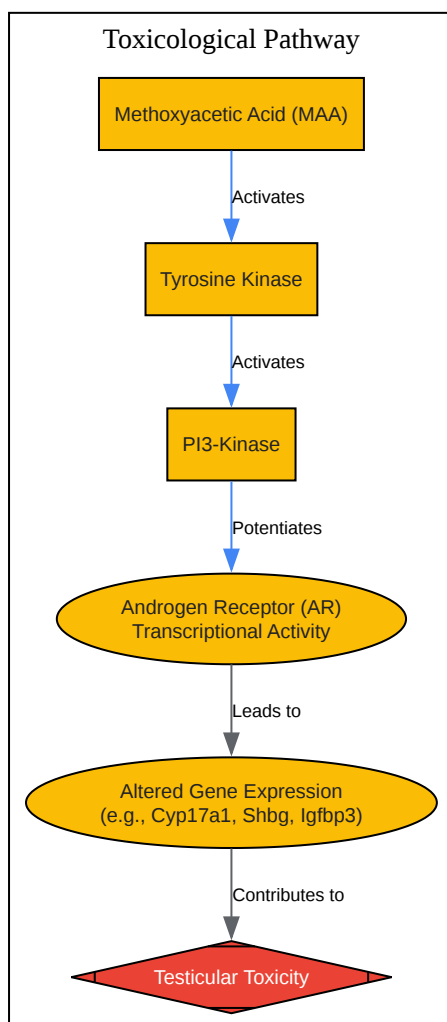 Toxicological Pathway
Methoxyacetic Acid (MAA)
Activates
Tyrosine Kinase
Activates
PI3-Kinase
Potentiates
Androgen Receptor (AR)
Transcriptional Activity
Leads to
Altered Gene Expression
(e.g., Cyp17a1, Shbg, Igfbp3)
Contributes to
Testicular Toxicity